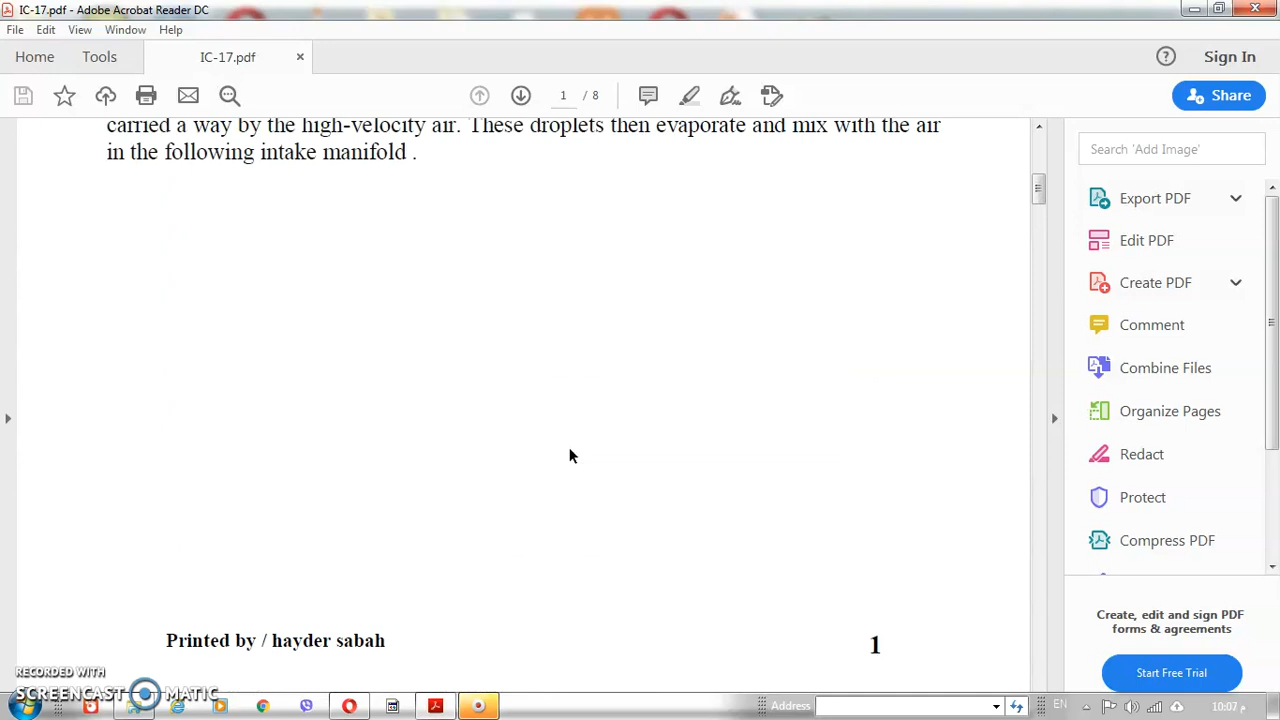 IC-17.pdf - Adobe Acrobat Reader DC
File Edit View Window Help
Home Tools IC-17.pdf × Sign In
1 / 8 Share
carried a way by the high-velocity air. These droplets then evaporate and mix with the air
in the following intake manifold .
Printed by / hayder sabah 1
Search 'Add Image'
Export PDF
Edit PDF
Create PDF
Comment
Combine Files
Organize Pages
Redact
Protect
Compress PDF
Create, edit and sign PDF
forms & agreements
Start Free Trial
RECORDED WITH
SCREENCAST MATIC
Address EN 10:07 م